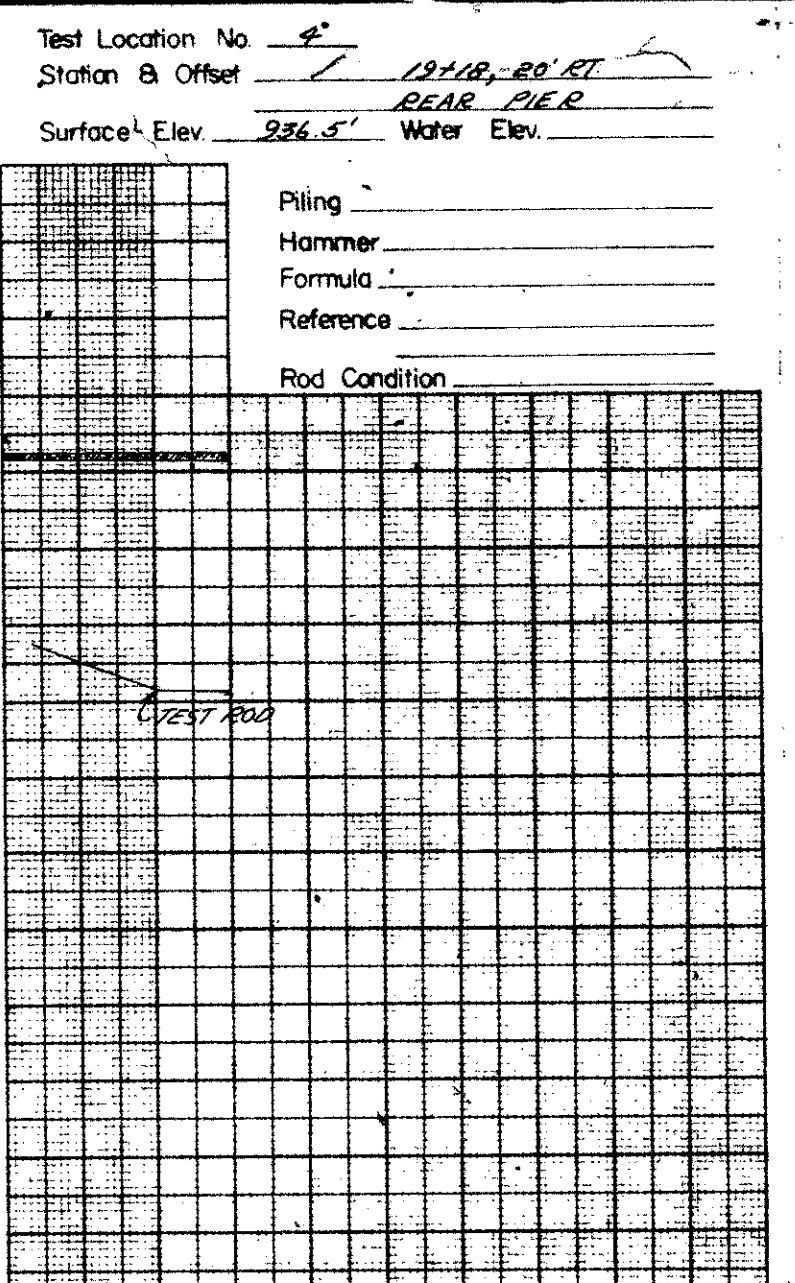 Test Location No. 4
Station & Offset 19+18, 20' RT.
REAR PIER
Surface Elev. 936.5' Water Elev.
Piling
Hammer
Formula
Reference
Rod Condition
TEST ROD